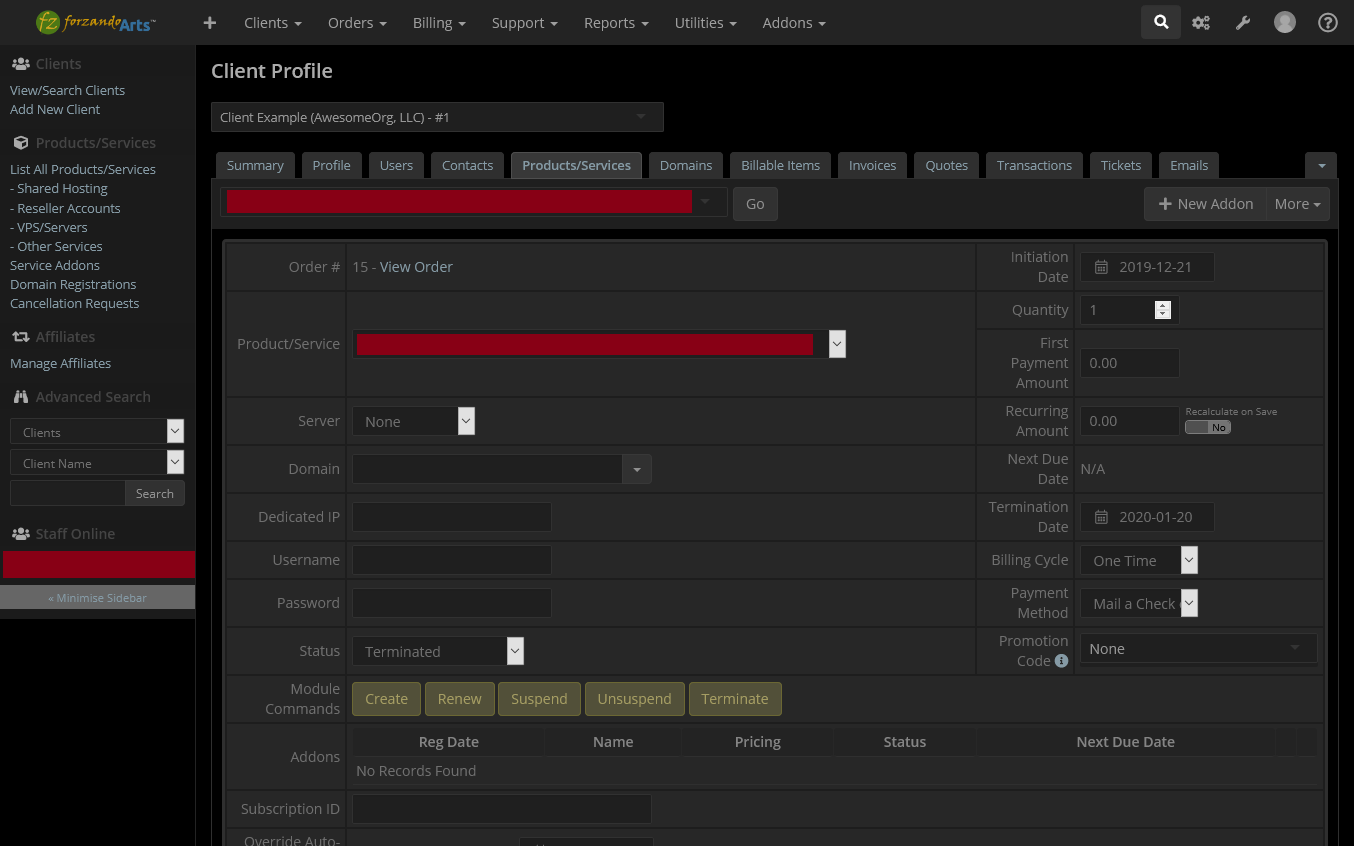 forzandoArts™ Clients Orders Billing Support Reports Utilities Addons
Clients
View/Search Clients
Add New Client
Products/Services
List All Products/Services
- Shared Hosting
- Reseller Accounts
- VPS/Servers
- Other Services
Service Addons
Domain Registrations
Cancellation Requests
Affiliates
Manage Affiliates
Advanced Search
Clients
Client Name
Search
Staff Online
« Minimise Sidebar
Client Profile
Client Example (AwesomeOrg, LLC) - #1
Summary Profile Users Contacts Products/Services Domains Billable Items Invoices Quotes Transactions Tickets Emails
Go New Addon More
Order # 15 - View Order
Initiation Date 2019-12-21
Quantity 1
Product/Service
First Payment Amount 0.00
Server None
Recurring Amount 0.00 Recalculate on Save No
Domain
Next Due Date N/A
Dedicated IP
Termination Date 2020-01-20
Username
Billing Cycle One Time
Password
Payment Method Mail a Check
Status Terminated
Promotion Code None
Module Commands Create Renew Suspend Unsuspend Terminate
Addons
Reg Date Name Pricing Status Next Due Date
No Records Found
Subscription ID
Override Auto-